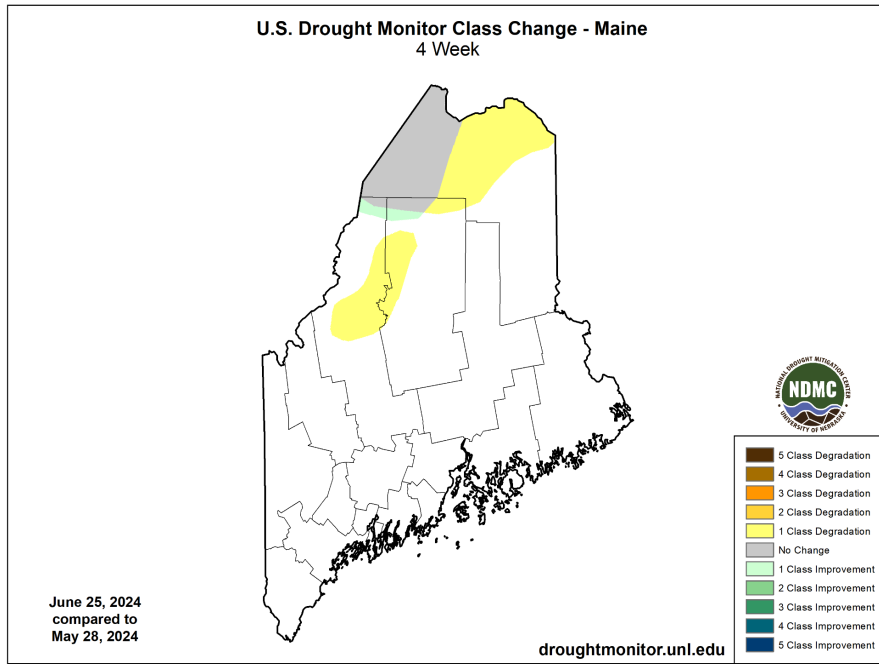 U.S. Drought Monitor Class Change - Maine
4 Week
NATIONAL DROUGHT MITIGATION CENTER
NDMC
UNIVERSITY OF NEBRASKA
5 Class Degradation
4 Class Degradation
3 Class Degradation
2 Class Degradation
1 Class Degradation
No Change
1 Class Improvement
2 Class Improvement
3 Class Improvement
4 Class Improvement
5 Class Improvement
June 25, 2024
compared to
May 28, 2024
droughtmonitor.unl.edu